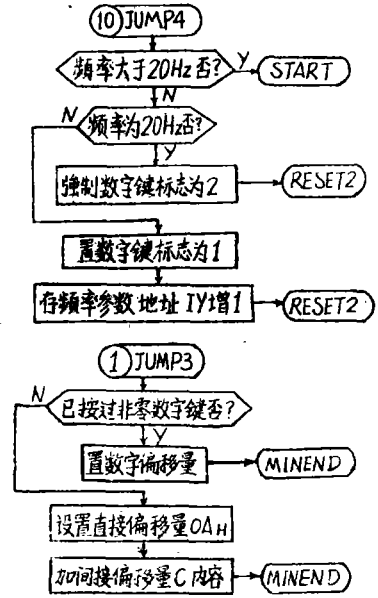 10 JUMP4
频率大于20Hz否?
Y
START
N
N
频率为20Hz否?
Y
强制数字键标志为2
RESET2
置数字键标志为1
存频率参数地址 IY增1
RESET2
1 JUMP3
N
已按过非零数字键否?
Y
置数字偏移量
MINEND
设置直接偏移量0AH
加间接偏移量C内容
MINEND